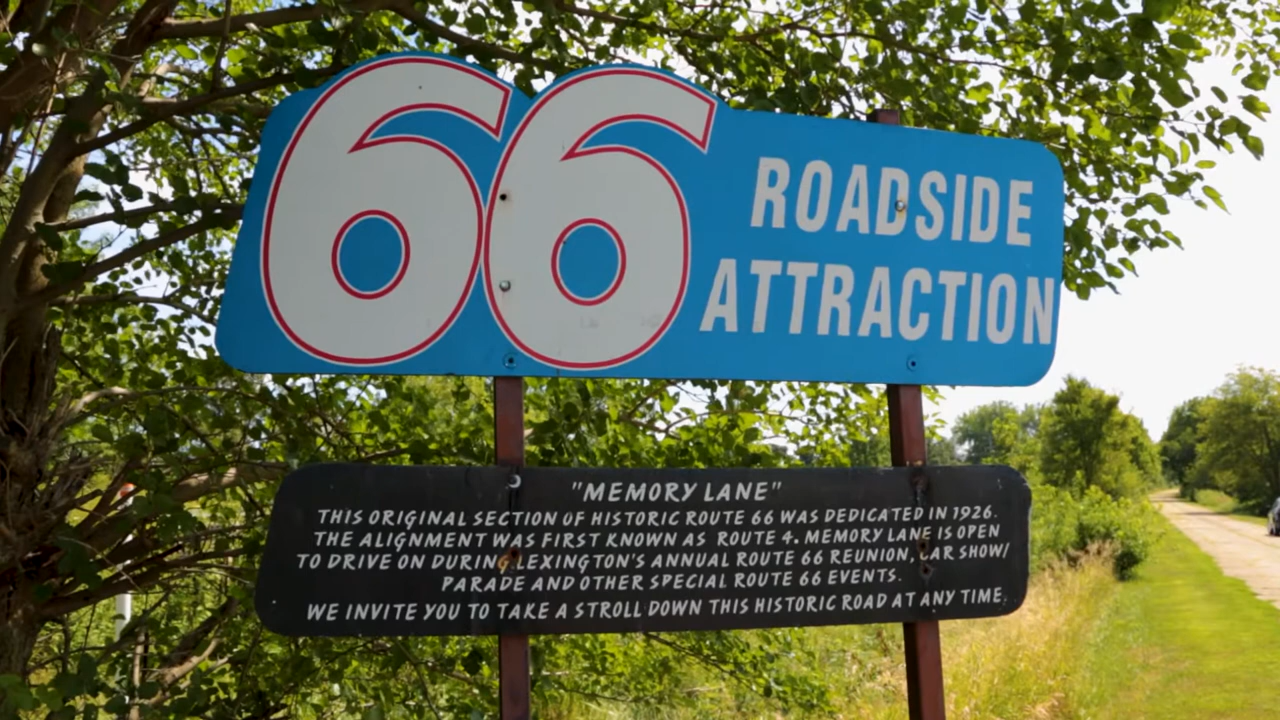 66 ROADSIDE
ATTRACTION
"MEMORY LANE"
THIS ORIGINAL SECTION OF HISTORIC ROUTE 66 WAS DEDICATED IN 1926.
THE ALIGNMENT WAS FIRST KNOWN AS ROUTE 4. MEMORY LANE IS OPEN
TO DRIVE ON DURING LEXINGTON'S ANNUAL ROUTE 66 REUNION, CAR SHOW/
PARADE AND OTHER SPECIAL ROUTE 66 EVENTS.
WE INVITE YOU TO TAKE A STROLL DOWN THIS HISTORIC ROAD AT ANY TIME.